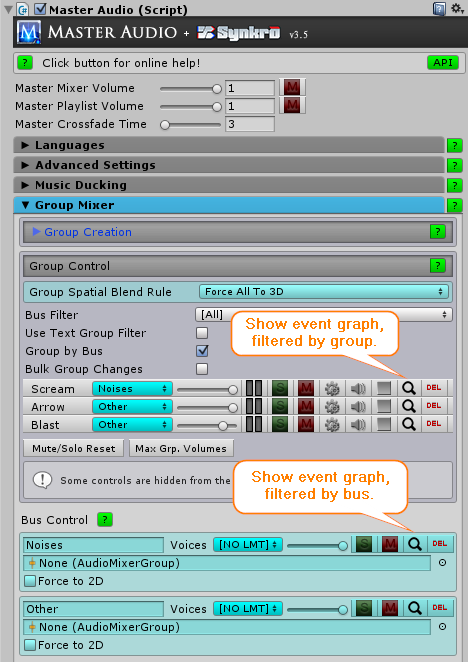 Master Audio (Script)
M MASTER AUDIO + Synkro v3.5
? Click button for online help! API
Master Mixer Volume 1 M
Master Playlist Volume 1 M
Master Crossfade Time 3
Languages ?
Advanced Settings ?
Music Ducking ?
Group Mixer ?
Group Creation ?
Group Control ?
Group Spatial Blend Rule Force All To 3D
Bus Filter [All]
Show event graph,
filtered by group.
Use Text Group Filter
Group by Bus
Bulk Group Changes
Scream Noises S M DEL
Arrow Other S M DEL
Blast Other S M DEL
Mute/Solo Reset Max Grp. Volumes
Some controls are hidden from the
Show event graph,
filtered by bus.
Bus Control ?
Noises Voices [NO LMT] S M DEL
None (AudioMixerGroup)
Force to 2D
Other Voices [NO LMT] S M DEL
None (AudioMixerGroup)
Force to 2D